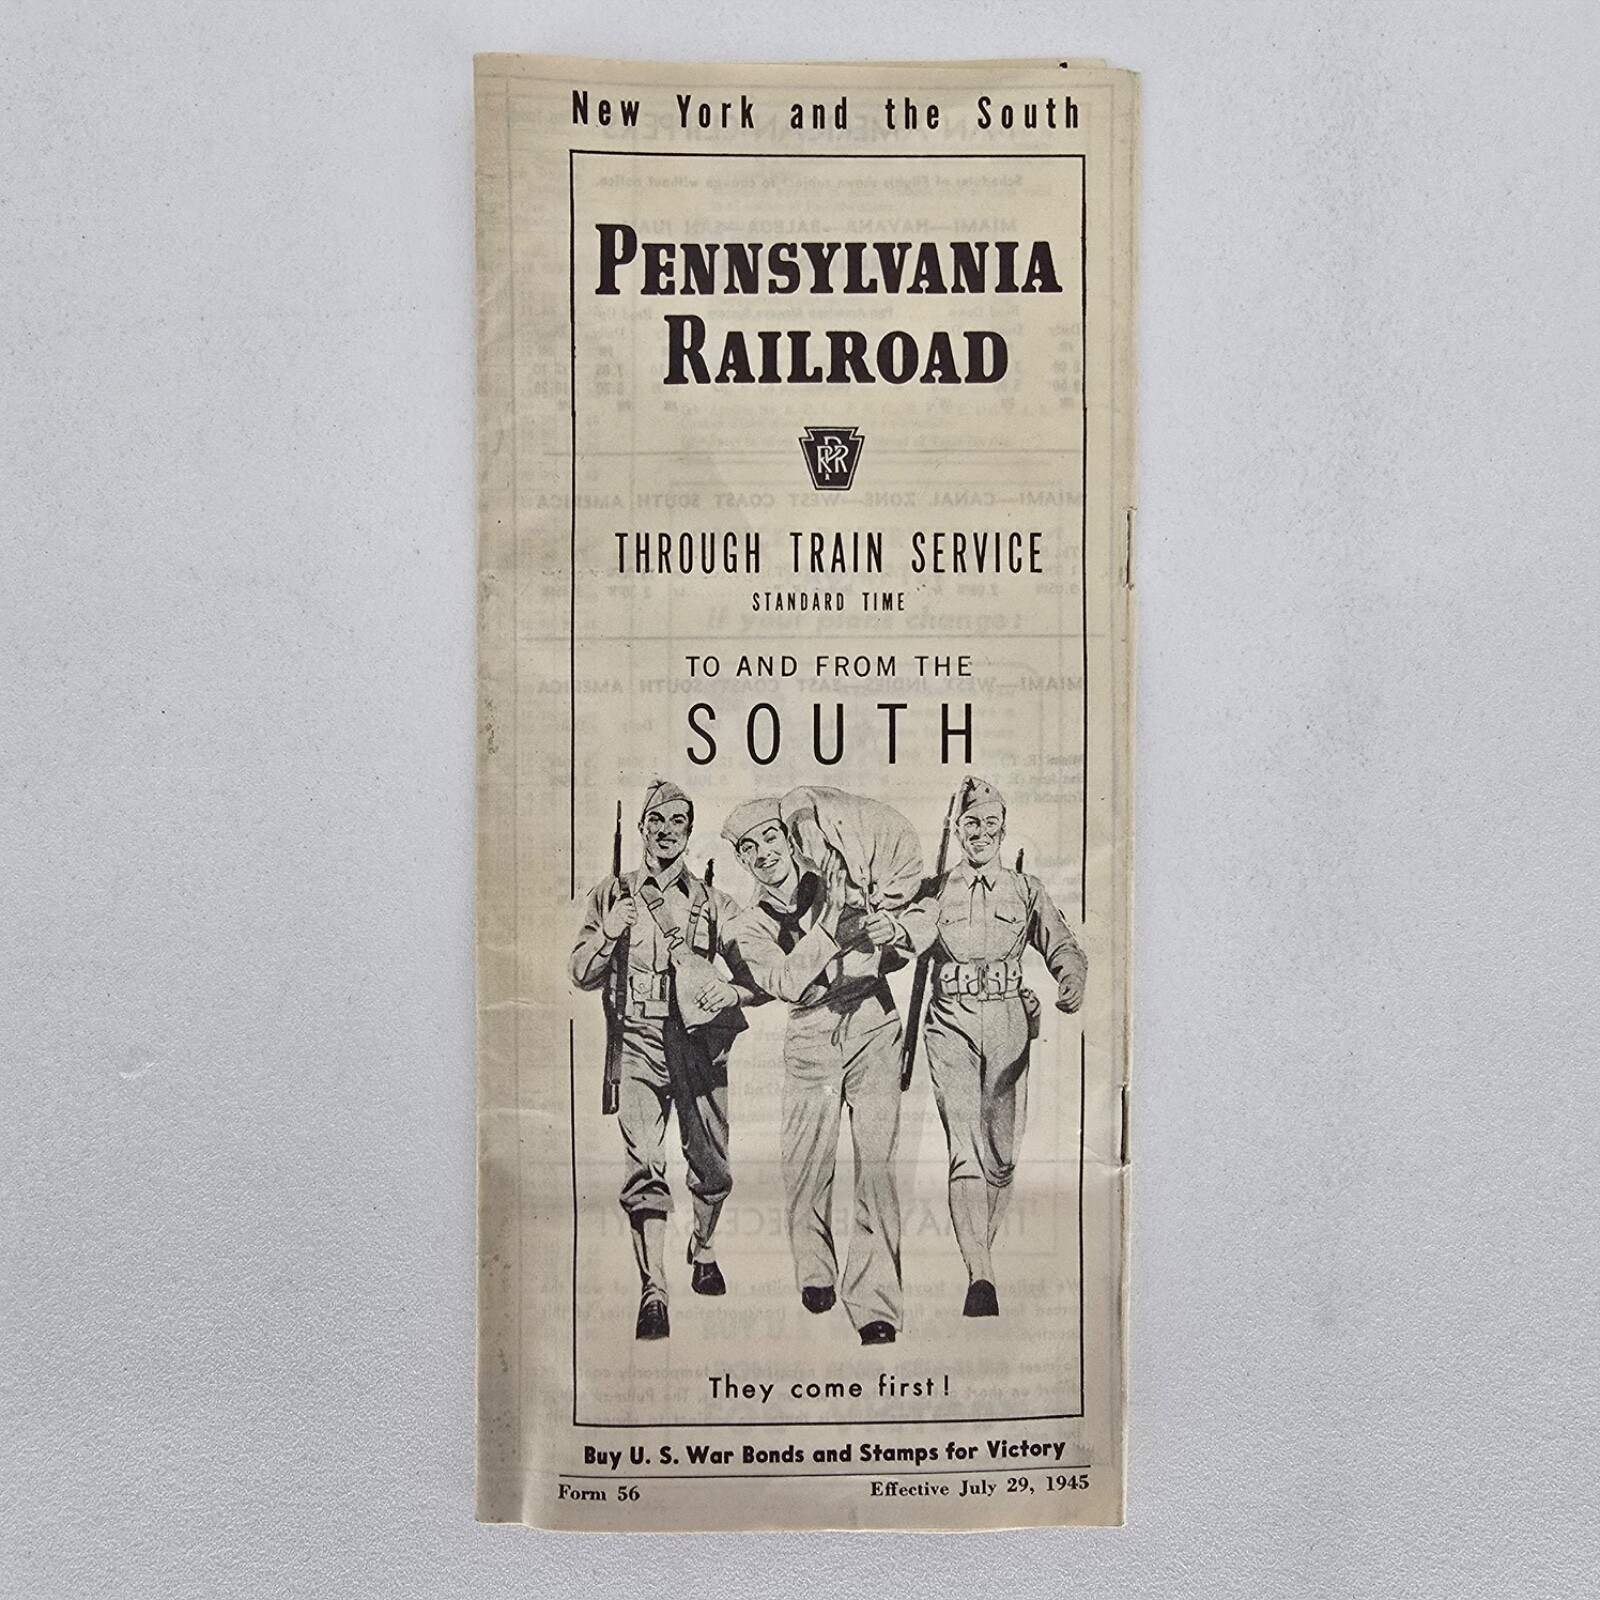 New York and the South
PENNSYLVANIA
RAILROAD
PRR
THROUGH TRAIN SERVICE
STANDARD TIME
TO AND FROM THE
SOUTH
They come first!
Buy U. S. War Bonds and Stamps for Victory
Form 56
Effective July 29, 1945